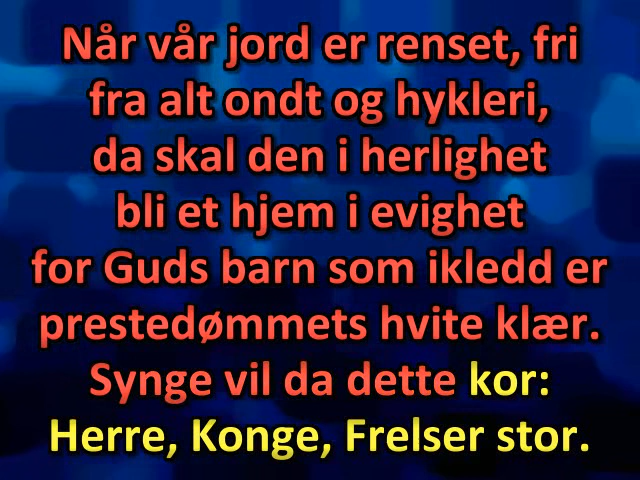 Når vår jord er renset, fri
fra alt ondt og hykleri,
da skal den i herlighet
bli et hjem i evighet
for Guds barn som ikledd er
prestedømmets hvite klær.
Synge vil da dette kor:
Herre, Konge, Frelser stor.